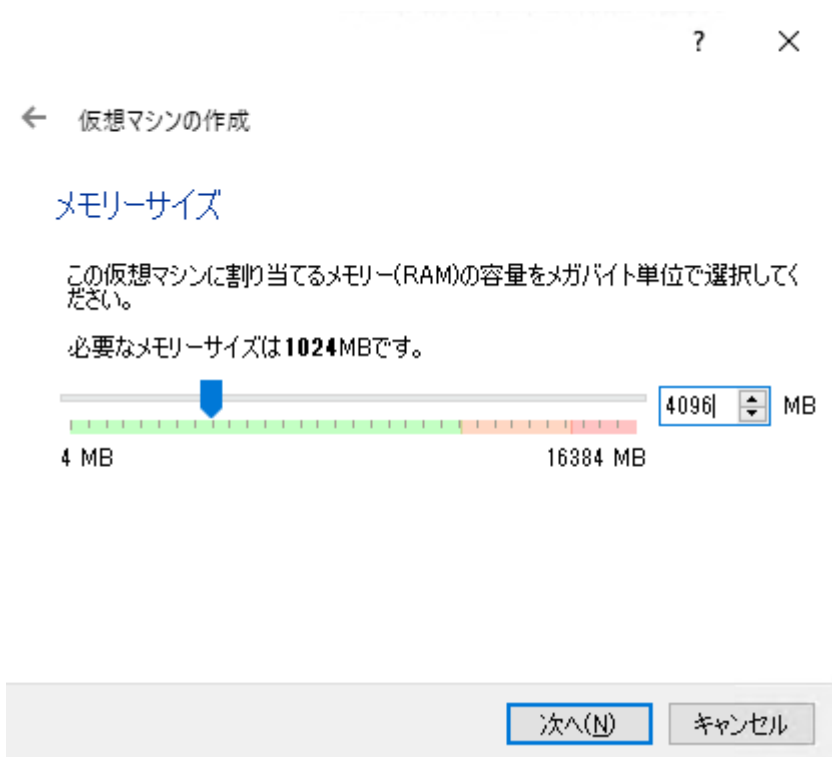 ?
仮想マシンの作成
メモリーサイズ
この仮想マシンに割り当てるメモリー(RAM)の容量をメガバイト単位で選択してく
ださい。
必要なメモリーサイズは1024MBです。
4096 MB
4 MB 16384 MB
次へ(N) キャンセル